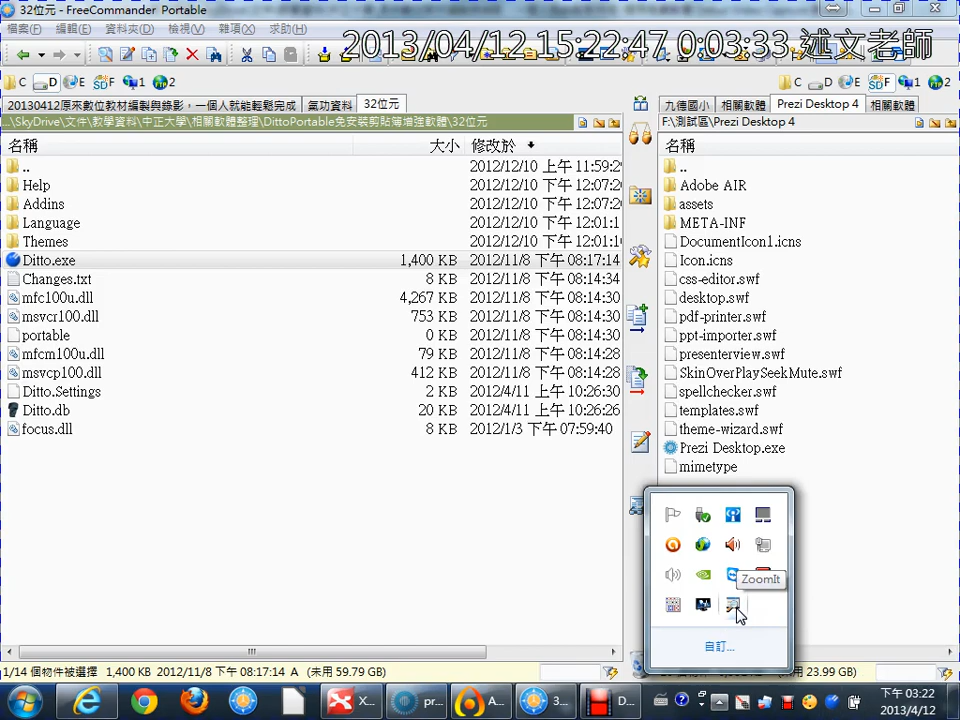 32位元 - FreeCommander Portable
檔案(F) 編輯(E) 資料夾(D) 檢視(V) 雜項(X) 求助(H)
2013/04/12 15:22:47 0:03:33 述文老師
C D E F 1 2
C D E F 1 2
20130412原來數位教材編製與錄影，一個人就能輕鬆完成 氣功資料 32位元
九德國小 相關軟體 Prezi Desktop 4 相關軟體
...\SkyDrive\文件\教學資料\中正大學\相關軟體整理\DittoPortable免安裝剪貼簿增強軟體\32位元
F:\測試區\Prezi Desktop 4
名稱 大小 修改於
名稱
.. 2012/12/10 上午 11:59:2
Help 2012/12/10 下午 12:07:2
Addins 2012/12/10 下午 12:07:2
Language 2012/12/10 下午 12:01:1
Themes 2012/12/10 下午 12:01:1
Ditto.exe 1,400 KB 2012/11/8 下午 08:17:14
Changes.txt 8 KB 2012/11/8 下午 08:14:34
mfc100u.dll 4,267 KB 2012/11/8 下午 08:14:30
msvcr100.dll 753 KB 2012/11/8 下午 08:14:30
portable 0 KB 2012/11/8 下午 08:14:30
mfcm100u.dll 79 KB 2012/11/8 下午 08:14:28
msvcp100.dll 412 KB 2012/11/8 下午 08:14:28
Ditto.Settings 2 KB 2012/4/11 上午 10:26:30
Ditto.db 20 KB 2012/4/11 上午 10:26:26
focus.dll 8 KB 2012/1/3 下午 07:59:40
..
Adobe AIR
assets
META-INF
DocumentIcon1.icns
Icon.icns
css-editor.swf
desktop.swf
pdf-printer.swf
ppt-importer.swf
presenterview.swf
SkinOverPlaySeekMute.swf
spellchecker.swf
templates.swf
theme-wizard.swf
Prezi Desktop.exe
mimetype
ZoomIt
自訂...
1/14 個物件被選擇 1,400 KB 2012/11/8 下午 08:17:14 A (未用 59.79 GB)
23.99 GB)
X... pr... A... 3... D...
下午 03:22
2013/4/12